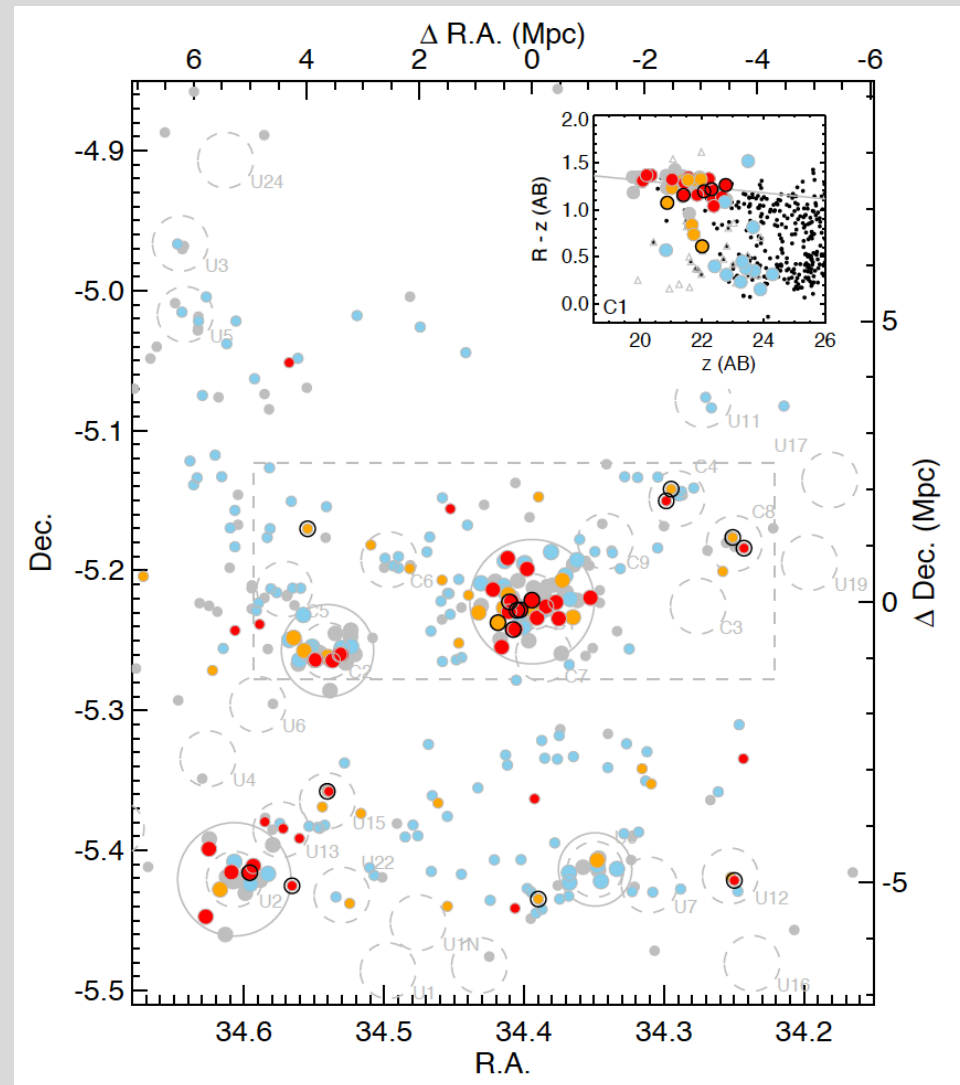 Δ R.A. (Mpc)
6 4 2 0 -2 -4 -6
-4.9
-5.0
-5.1
-5.2
-5.3
-5.4
-5.5
Dec.
U24
U3
U5
2.0
1.5
1.0
0.5
0.0
R - z (AB)
C1
20 22 24 26
z (AB)
U11
U17
C4
C8
C9
C6
U19
C5
C3
C2
C7
U6
U4
U15
U13
U22
U2
U7
U12
U1N
U1
U16
5
0
-5
Δ Dec. (Mpc)
34.6 34.5 34.4 34.3 34.2
R.A.